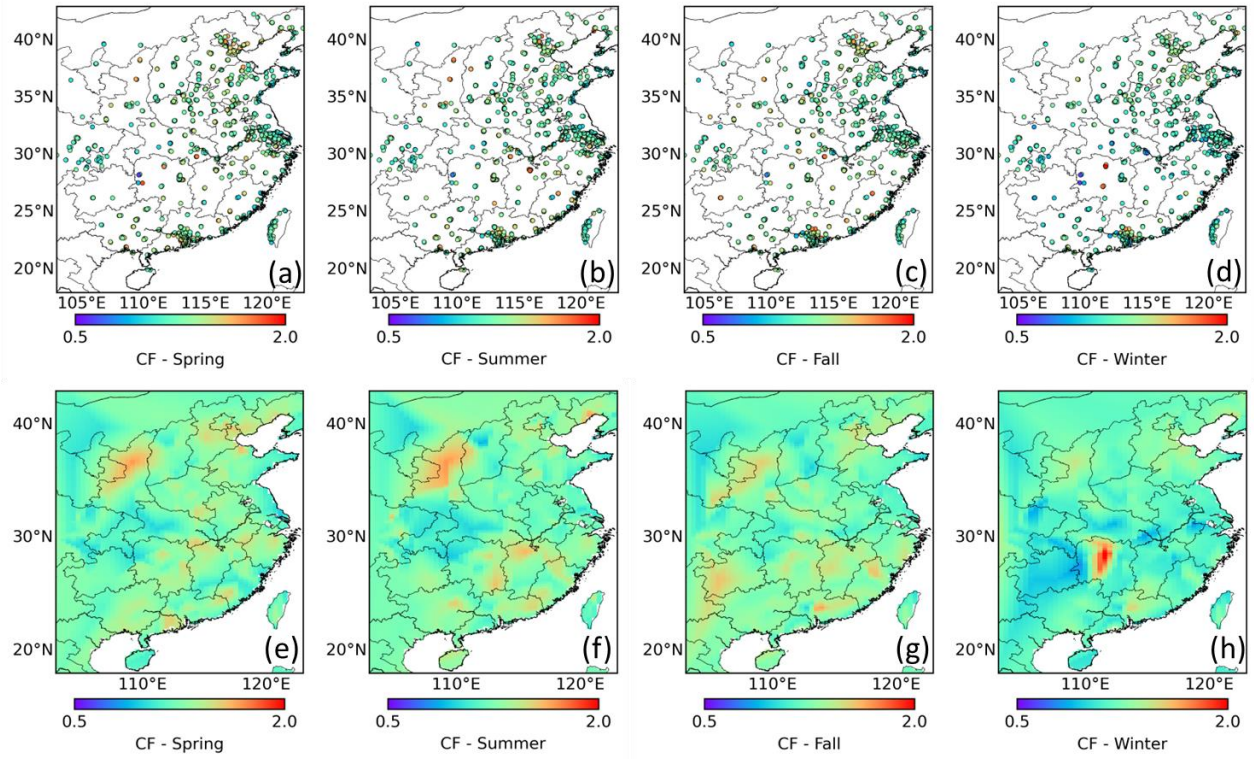 40°N 40°N 40°N 40°N
35°N 35°N 35°N 35°N
30°N 30°N 30°N 30°N
25°N 25°N 25°N 25°N
20°N 20°N 20°N 20°N
(a) (b) (c) (d)
105°E 110°E 115°E 120°E 105°E 110°E 115°E 120°E 105°E 110°E 115°E 120°E 105°E 110°E 115°E 120°E
0.5 2.0 0.5 2.0 0.5 2.0 0.5 2.0
CF - Spring CF - Summer CF - Fall CF - Winter
40°N 40°N 40°N 40°N
30°N 30°N 30°N 30°N
20°N 20°N 20°N 20°N
(e) (f) (g) (h)
110°E 120°E 110°E 120°E 110°E 120°E 110°E 120°E
0.5 2.0 0.5 2.0 0.5 2.0 0.5 2.0
CF - Spring CF - Summer CF - Fall CF - Winter